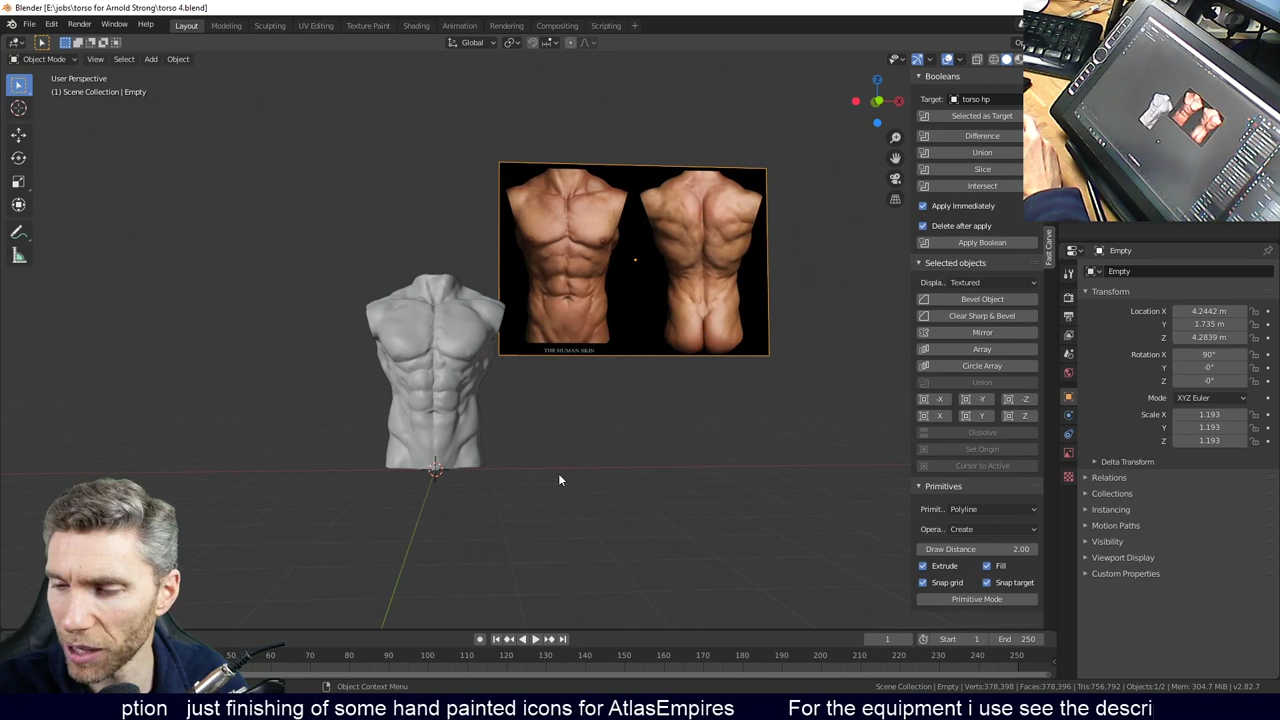 Blender [E:\jobs\torso for Arnold Strong\torso 4.blend]
File Edit Render Window Help Layout Modeling Sculpting UV Editing Texture Paint Shading Animation Rendering Compositing Scripting +
Global
Object Mode View Select Add Object
User Perspective
(1) Scene Collection | Empty
Z
X
THE HUMAN SKIN
Booleans
Target: torso hp
Selected as Target
Difference
Union
Slice
Intersect
Apply Immediately
Delete after apply
Apply Boolean
Selected objects
Displa.. Textured
Bevel Object
Clear Sharp & Bevel
Mirror
Array
Circle Array
Union
-X -Y -Z
X Y Z
Dissolve
Set Origin
Cursor to Active
Primitives
Primit.. Polyline
Opera.. Create
Draw Distance 2.00
Extrude Fill
Snap grid Snap target
Primitive Mode
Fast Carve
Empty
Empty
Transform
Location X 4.2442 m
Y 1.735 m
Z 4.2839 m
Rotation X 90°
Y -0°
Z -0°
Mode XYZ Euler
Scale X 1.193
Y 1.193
Z 1.193
Delta Transform
Relations
Collections
Instancing
Motion Paths
Visibility
Viewport Display
Custom Properties
1 Start 1 End 250
50 60 70 80 90 100 110 120 130 140 150 160 170 180 190 200 210 220 230 240 250
Object Context Menu
Scene Collection | Empty | Verts:378,398 | Faces:378,396 | Tris:756,792 | Objects:1/2 | Mem: 304.7 MiB | v2.82.7
ption just finishing of some hand painted icons for AtlasEmpires For the equipment i use see the descri